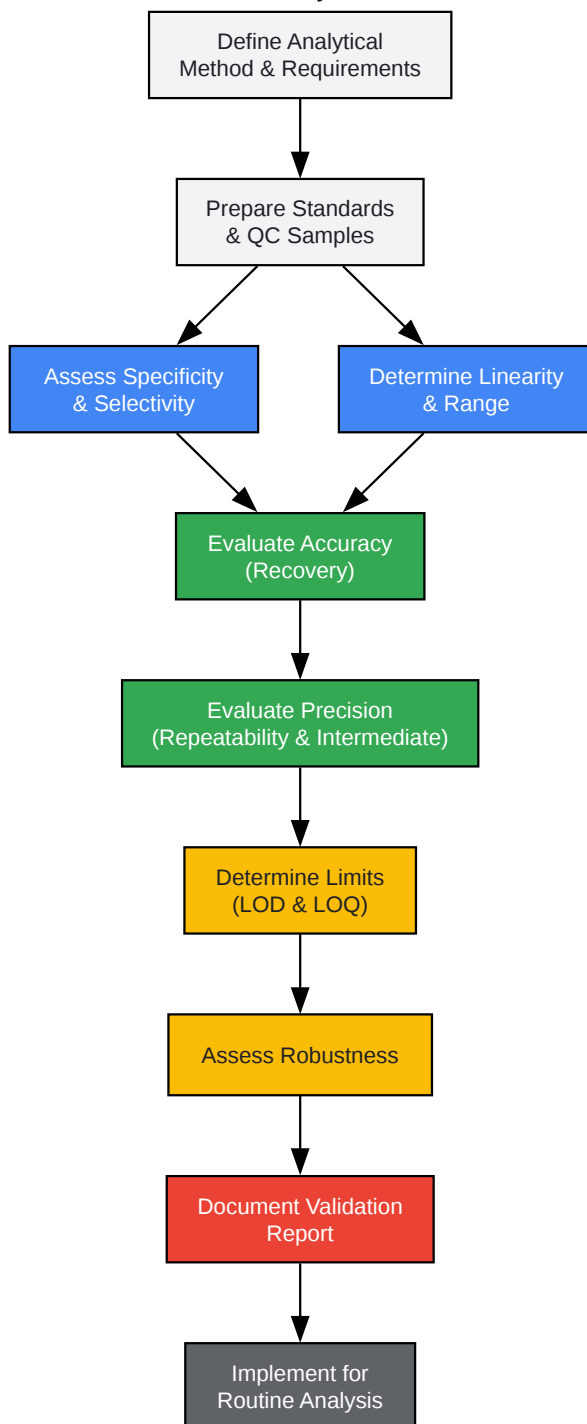 Define Analytical
Method & Requirements
Prepare Standards
& QC Samples
Assess Specificity
& Selectivity
Determine Linearity
& Range
Evaluate Accuracy
(Recovery)
Evaluate Precision
(Repeatability & Intermediate)
Determine Limits
(LOD & LOQ)
Assess Robustness
Document Validation
Report
Implement for
Routine Analysis